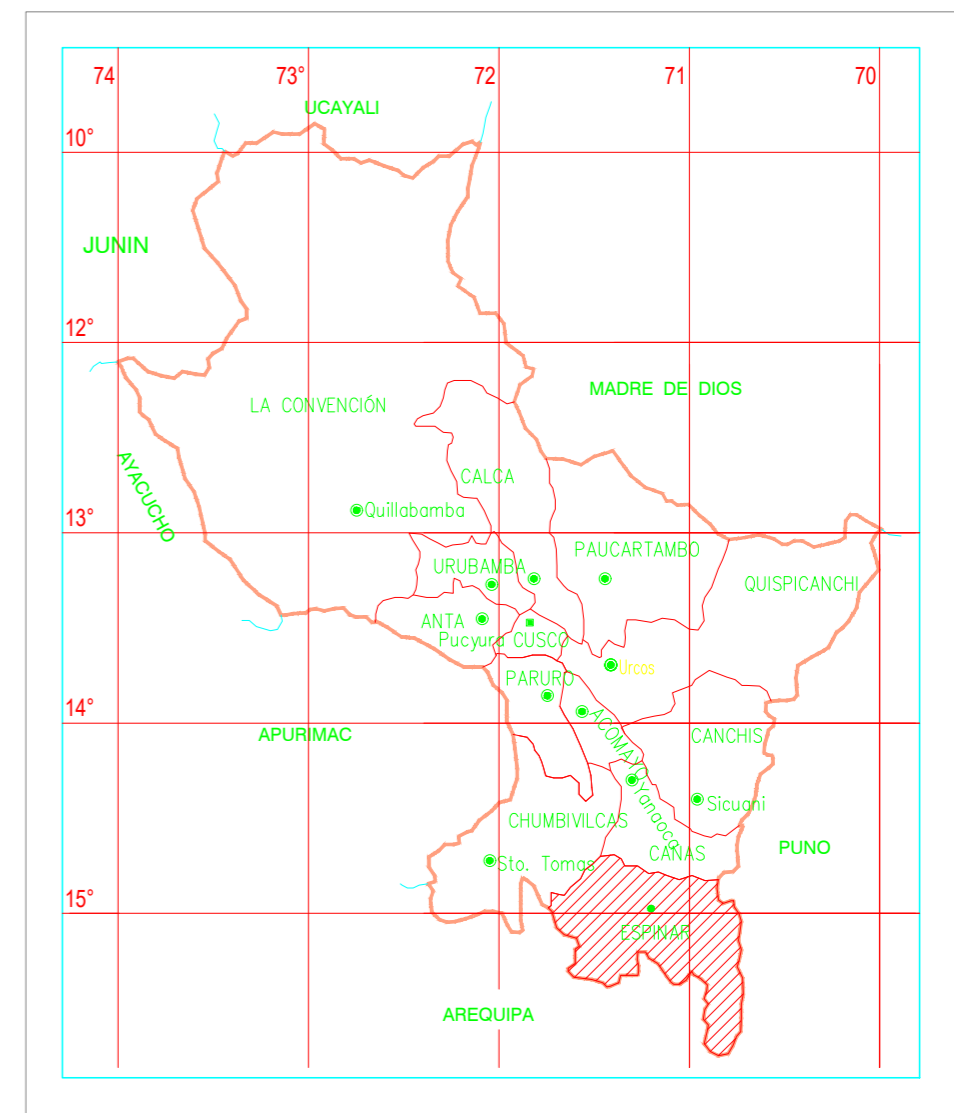 74 73° 72 71 70
UCAYALI
10°
JUNIN
12°
MADRE DE DIOS
LA CONVENCIÓN
AYACUCHO
CALCA
Quillabamba
13°
PAUCARTAMBO
URUBAMBA
QUISPICANCHI
ANTA
Pucyura CUSCO
Urcos
PARURO
14°
ACOMAYO
APURIMAC
CANCHIS
Yanaoca
Sicuani
CHUMBIVILCAS
PUNO
CANAS
Sto. Tomas
15°
ESPINAR
AREQUIPA